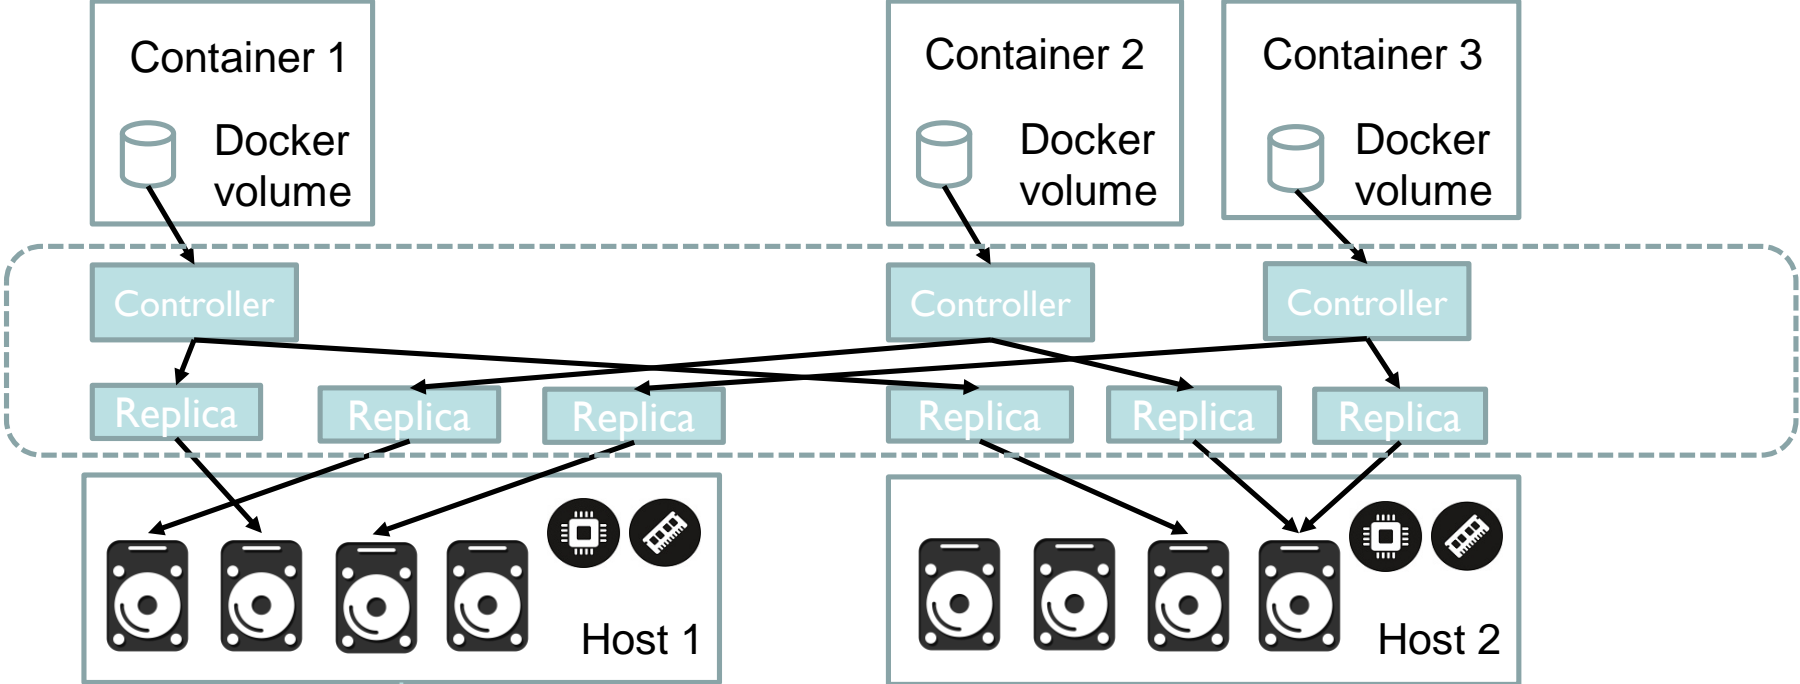 Container 1
Container 2
Container 3
Docker
volume
Docker
volume
Docker
volume
Controller
Controller
Controller
Replica
Replica
Replica
Replica
Replica
Replica
Host 1
Host 2